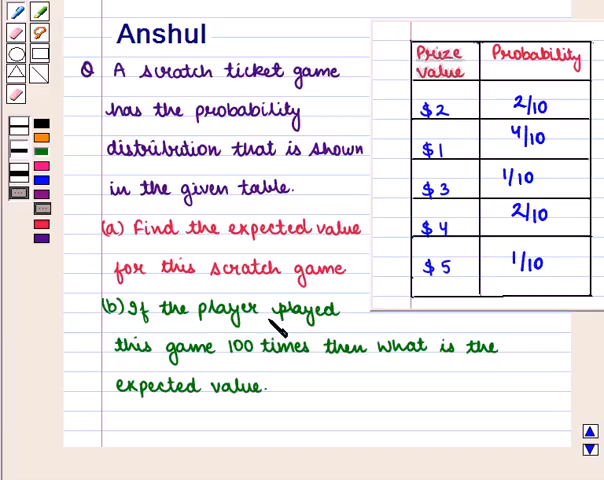 Anshul
Q A scratch ticket game
has the probability
distribution that is shown
in the given table.
(a) Find the expected value
for this scratch game
(b) If the player played
this game 100 times then what is the
expected value.
Prize Value Probability
$2 2/10
$1 4/10
$3 1/10
$4 2/10
$5 1/10